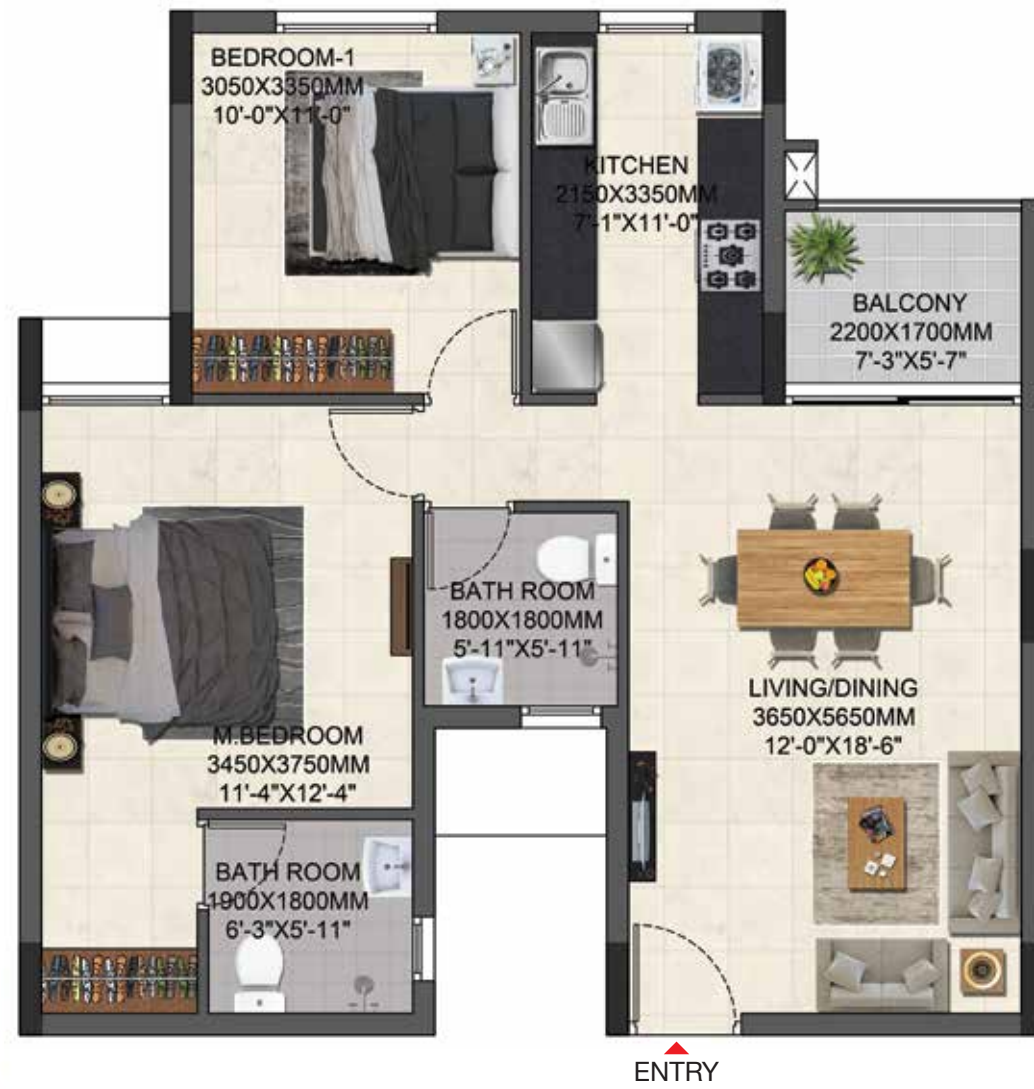 BEDROOM-1
3050X3350MM
10'-0"X11'-0"
KITCHEN
2150X3350MM
7'-1"X11'-0"
BALCONY
2200X1700MM
7'-3"X5'-7"
BATH ROOM
1800X1800MM
5'-11"X5'-11"
LIVING/DINING
3650X5650MM
12'-0"X18'-6"
M.BEDROOM
3450X3750MM
11'-4"X12'-4"
BATH ROOM
1900X1800MM
6'-3"X5'-11"
ENTRY